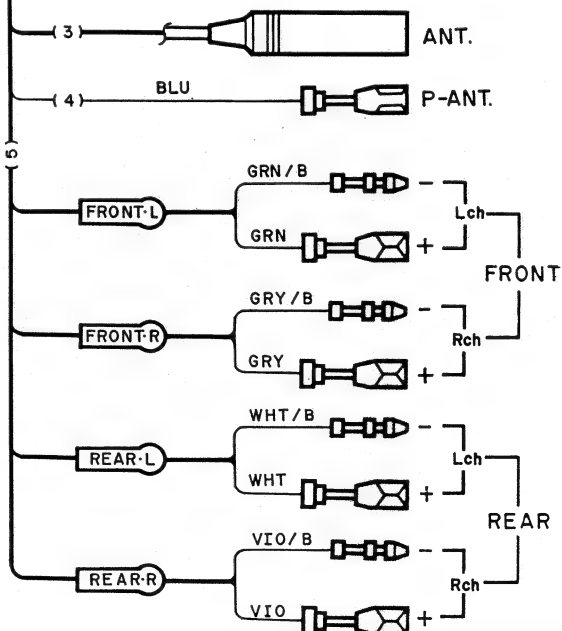 (3) ANT.
(4) BLU P-ANT.
(5)
GRN/B −
FRONT·L Lch
GRN +
FRONT
GRY/B −
FRONT·R Rch
GRY +
WHT/B −
REAR·L Lch
WHT +
REAR
VIO/B −
REAR·R Rch
VIO +